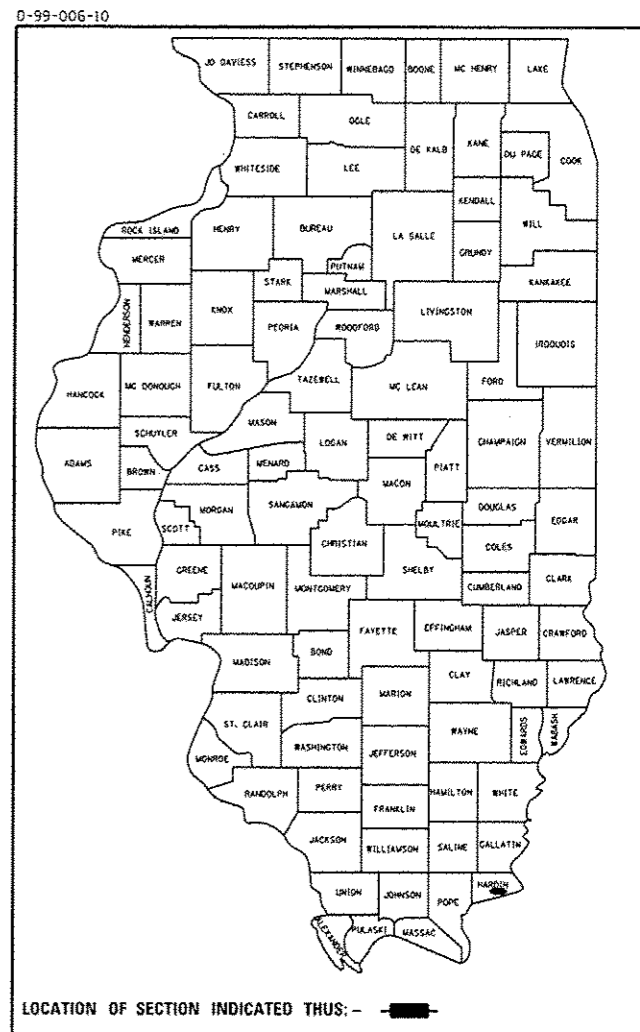 D-99-006-10
JO DAVIESS STEPHENSON WINNEBAGO BOONE MC HENRY LAKE
CARROLL OGLE
DE KALB KANE DU PAGE COOK
WHITESIDE LEE
KENDALL
ROCK ISLAND HENRY BUREAU LA SALLE WILL
MERCER PUTNAM GRUNDY
STARK MARSHALL KANKAKEE
HENDERSON WARREN KNOX PEORIA WOODFORD LIVINGSTON IROQUOIS
HANCOCK MC DONOUGH FULTON TAZEWELL MC LEAN FORD
MASON
SCHUYLER LOGAN DE WITT CHAMPAIGN VERMILION
ADAMS BROWN CASS MENARD PIATT
MACON
PIKE MORGAN SANGAMON DOUGLAS EDGAR
SCOTT MOULTRIE
CHRISTIAN COLES
CALHOUN GREENE MACOUPIN MONTGOMERY SHELBY CUMBERLAND CLARK
JERSEY
FAYETTE EFFINGHAM JASPER CRAWFORD
MADISON BOND
CLAY RICHLAND LAWRENCE
CLINTON MARION
ST. CLAIR WAYNE EDWARDS WABASH
MONROE WASHINGTON JEFFERSON
RANDOLPH PERRY HAMILTON WHITE
FRANKLIN
JACKSON WILLIAMSON SALINE GALLATIN
HARDIN
UNION JOHNSON POPE
ALEXANDER PULASKI MASSAC
LOCATION OF SECTION INDICATED THUS: -